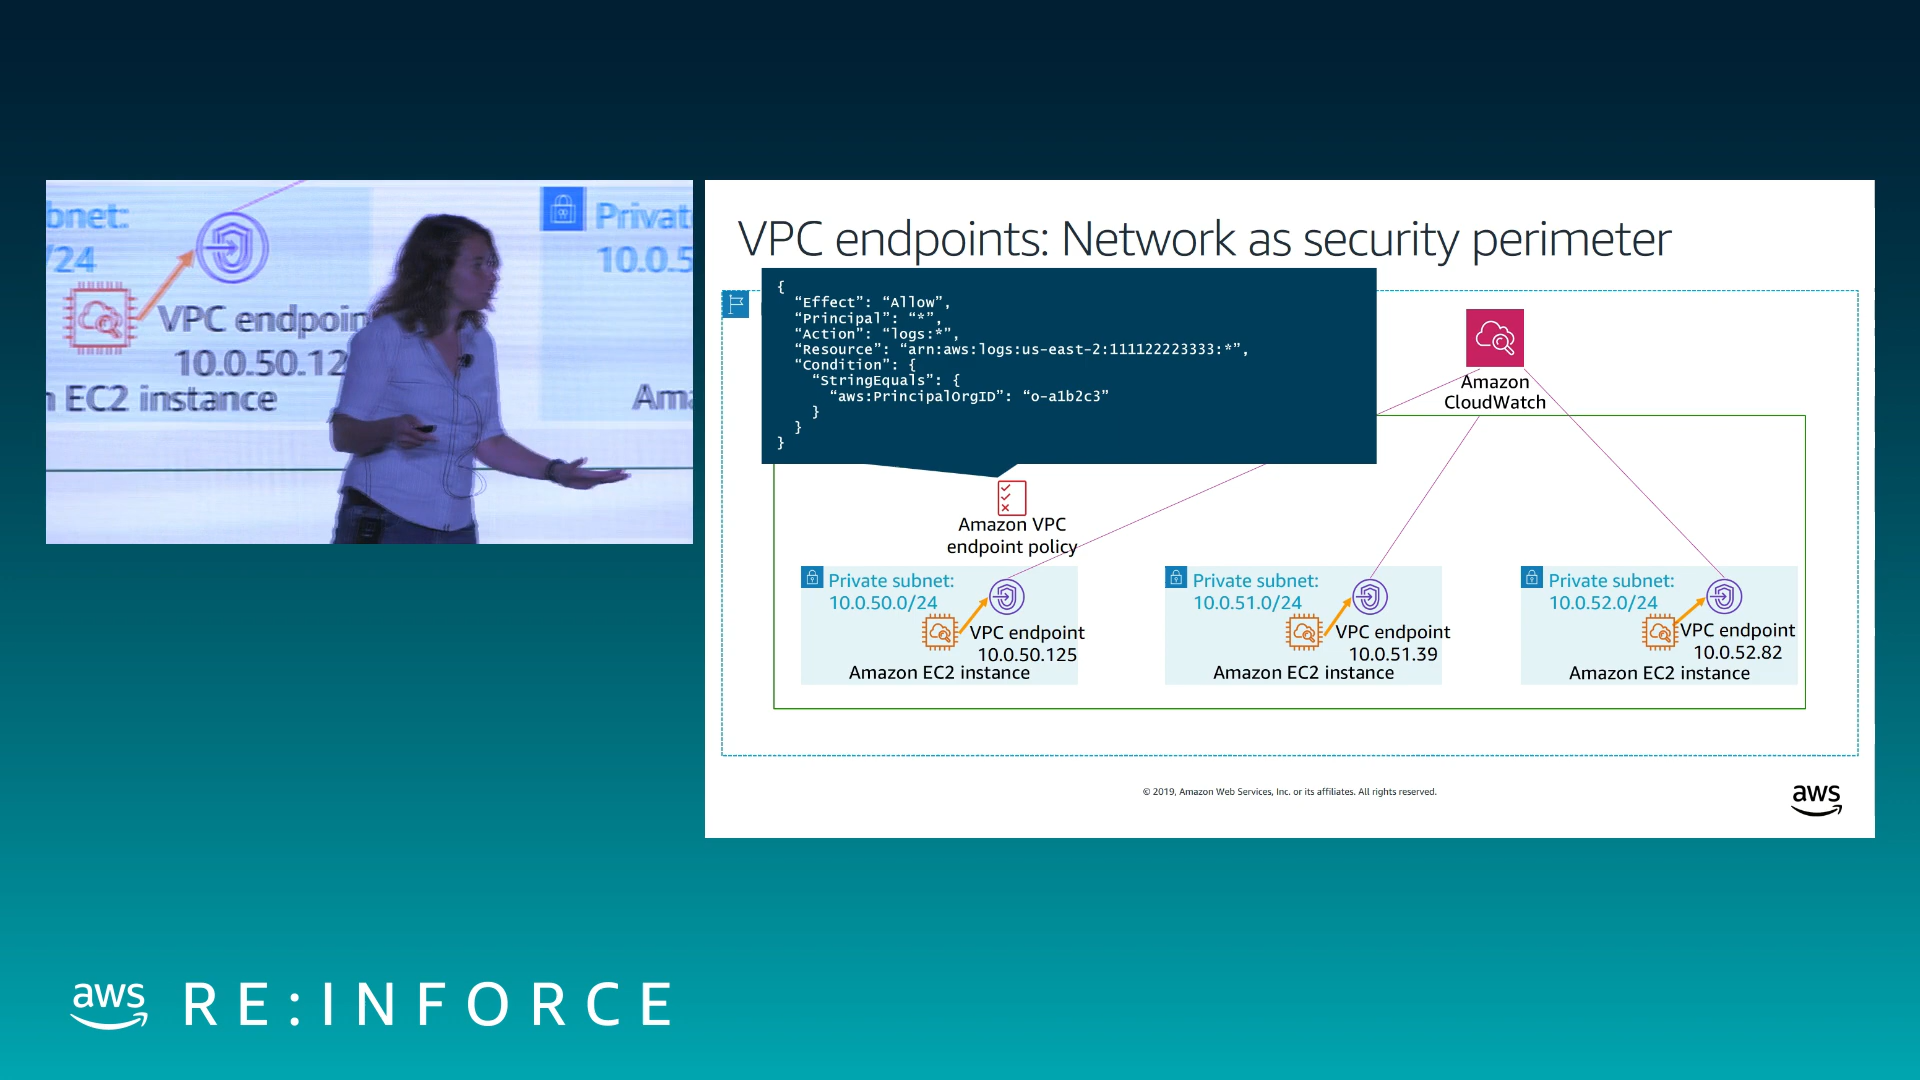 bnet:
/24
VPC endpoin
10.0.50.12
EC2 instance
Private
10.0.5
Ama
VPC endpoints: Network as security perimeter
{
“Effect”: “Allow”,
“Principal”: “*”,
“Action”: “logs:*”,
“Resource”: “arn:aws:logs:us-east-2:111122223333:*”,
“Condition”: {
“StringEquals”: {
“aws:PrincipalOrgID”: “o-a1b2c3”
}
}
}
Amazon
CloudWatch
Amazon VPC
endpoint policy
Private subnet:
10.0.50.0/24
VPC endpoint
10.0.50.125
Amazon EC2 instance
Private subnet:
10.0.51.0/24
VPC endpoint
10.0.51.39
Amazon EC2 instance
Private subnet:
10.0.52.0/24
VPC endpoint
10.0.52.82
Amazon EC2 instance
© 2019, Amazon Web Services, Inc. or its affiliates. All rights reserved.
aws
aws RE:INFORCE